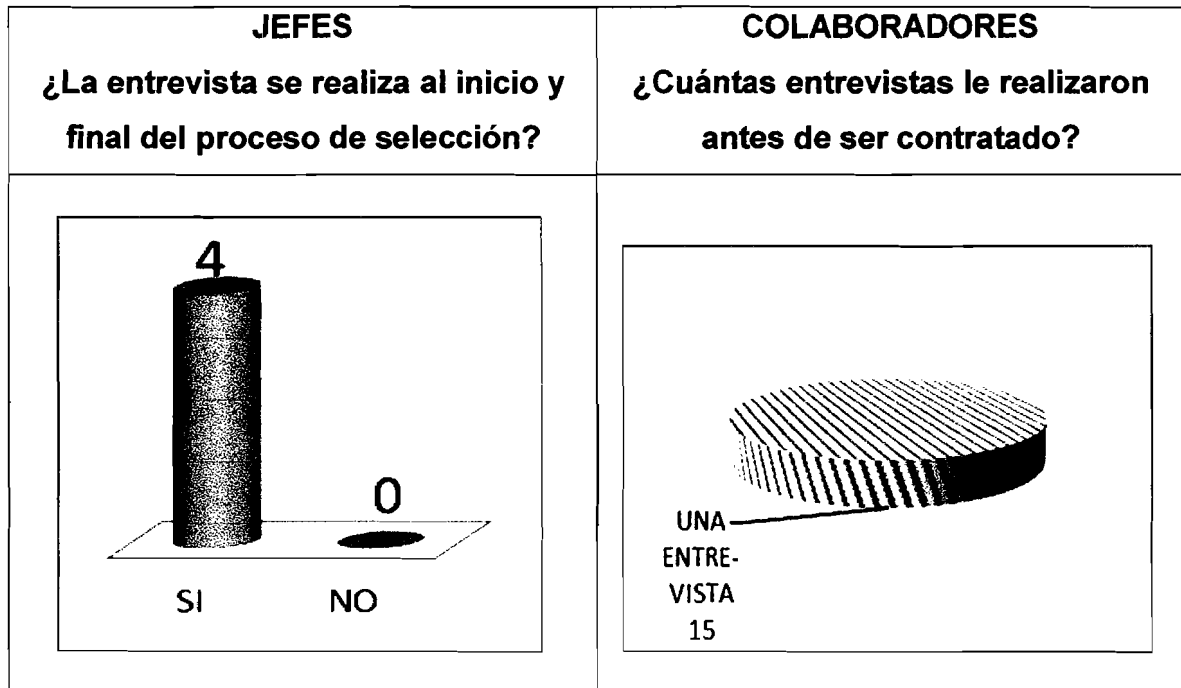 JEFES
¿La entrevista se realiza al inicio y
final del proceso de selección?
COLABORADORES
¿Cuántas entrevistas le realizaron
antes de ser contratado?
4
0
SI NO
UNA
ENTRE-
VISTA
15